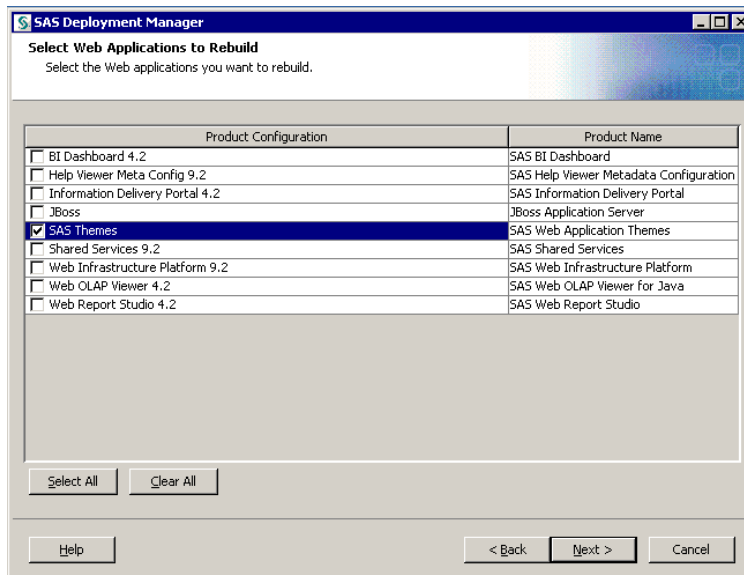 SAS Deployment Manager
Select Web Applications to Rebuild
Select the Web applications you want to rebuild.
Product Configuration Product Name
BI Dashboard 4.2 SAS BI Dashboard
Help Viewer Meta Config 9.2 SAS Help Viewer Metadata Configuration
Information Delivery Portal 4.2 SAS Information Delivery Portal
JBoss JBoss Application Server
SAS Themes SAS Web Application Themes
Shared Services 9.2 SAS Shared Services
Web Infrastructure Platform 9.2 SAS Web Infrastructure Platform
Web OLAP Viewer 4.2 SAS Web OLAP Viewer for Java
Web Report Studio 4.2 SAS Web Report Studio
Select All Clear All
Help < Back Next > Cancel